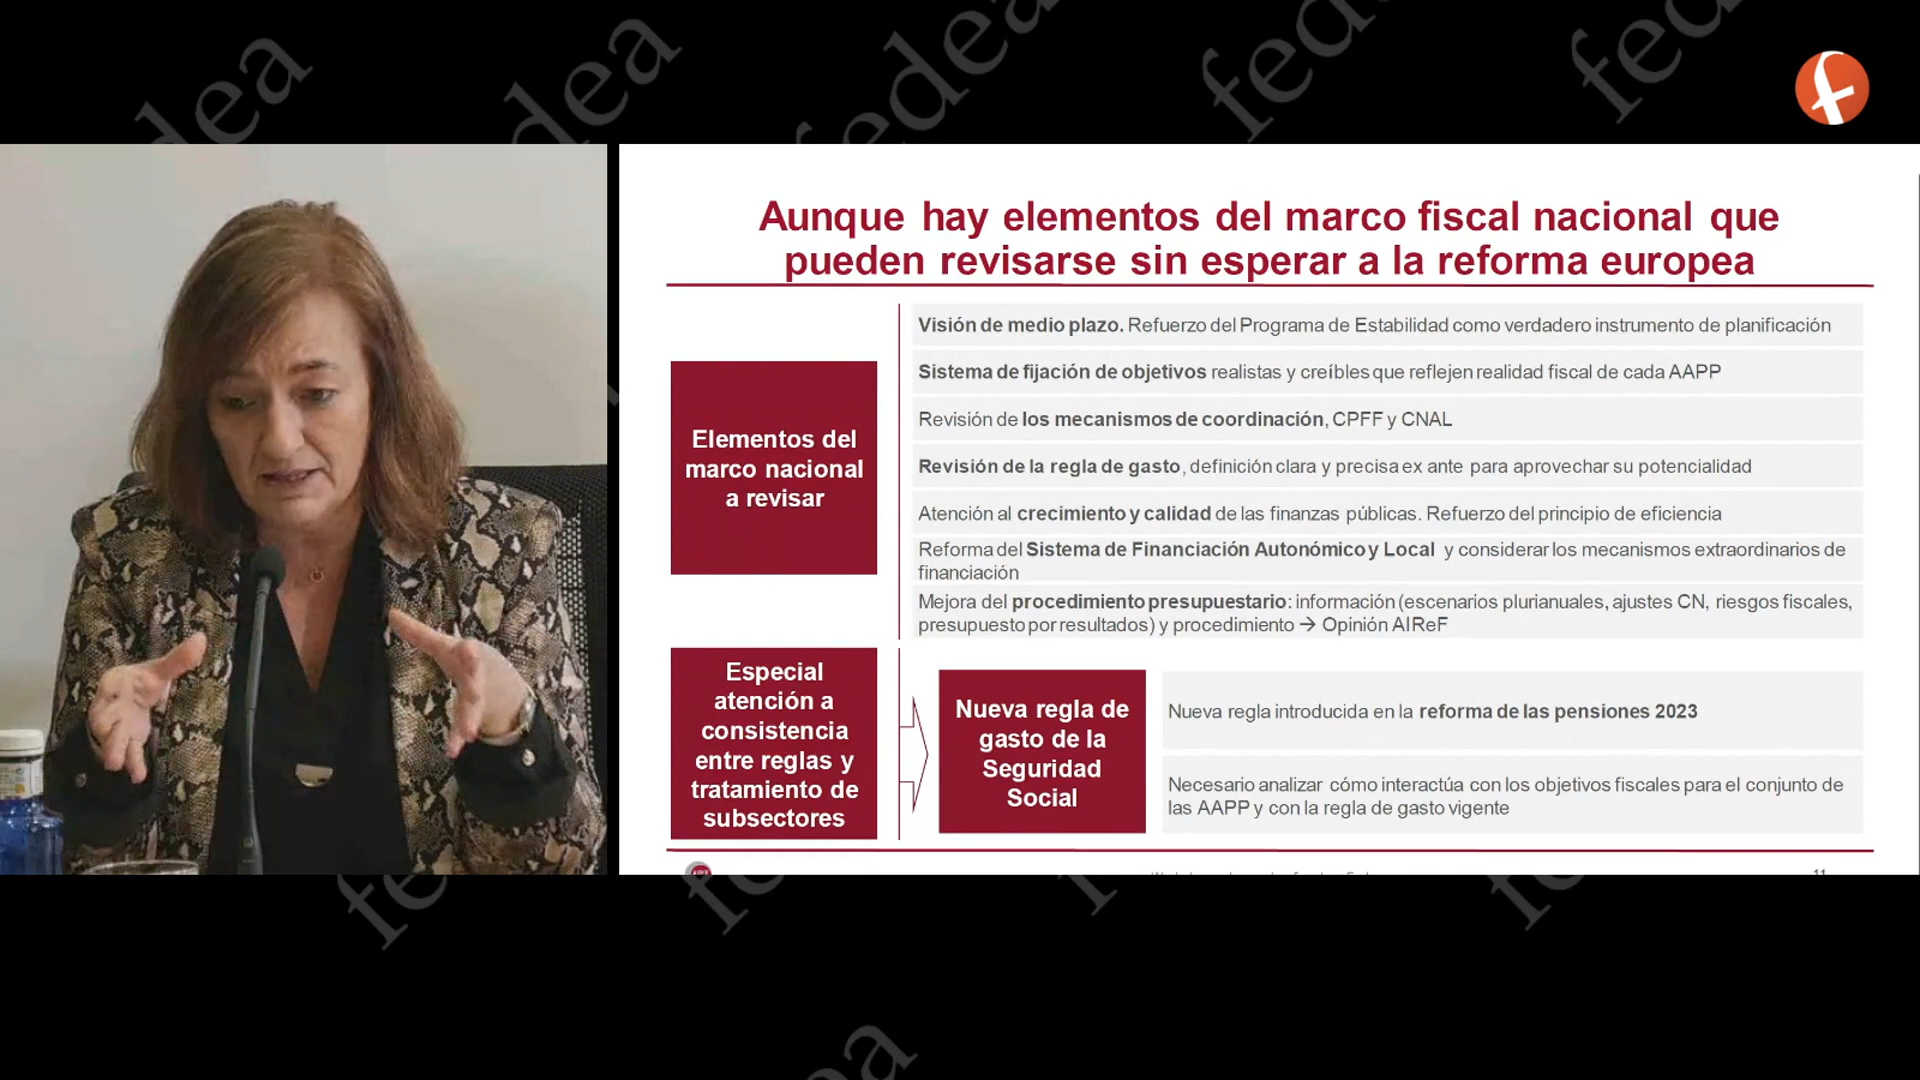 fedea
fedea
fedea
fedea
fedea
f
Aunque hay elementos del marco fiscal nacional que
pueden revisarse sin esperar a la reforma europea
Elementos del
marco nacional
a revisar
Visión de medio plazo. Refuerzo del Programa de Estabilidad como verdadero instrumento de planificación
Sistema de fijación de objetivos realistas y creíbles que reflejen realidad fiscal de cada AAPP
Revisión de los mecanismos de coordinación, CPFF y CNAL
Revisión de la regla de gasto, definición clara y precisa ex ante para aprovechar su potencialidad
Atención al crecimiento y calidad de las finanzas públicas. Refuerzo del principio de eficiencia
Reforma del Sistema de Financiación Autonómico y Local y considerar los mecanismos extraordinarios de
financiación
Mejora del procedimiento presupuestario: información (escenarios plurianuales, ajustes CN, riesgos fiscales,
presupuesto por resultados) y procedimiento → Opinión AIReF
Especial
atención a
consistencia
entre reglas y
tratamiento de
subsectores
Nueva regla de
gasto de la
Seguridad
Social
Nueva regla introducida en la reforma de las pensiones 2023
Necesario analizar cómo interactúa con los objetivos fiscales para el conjunto de
las AAPP y con la regla de gasto vigente
11